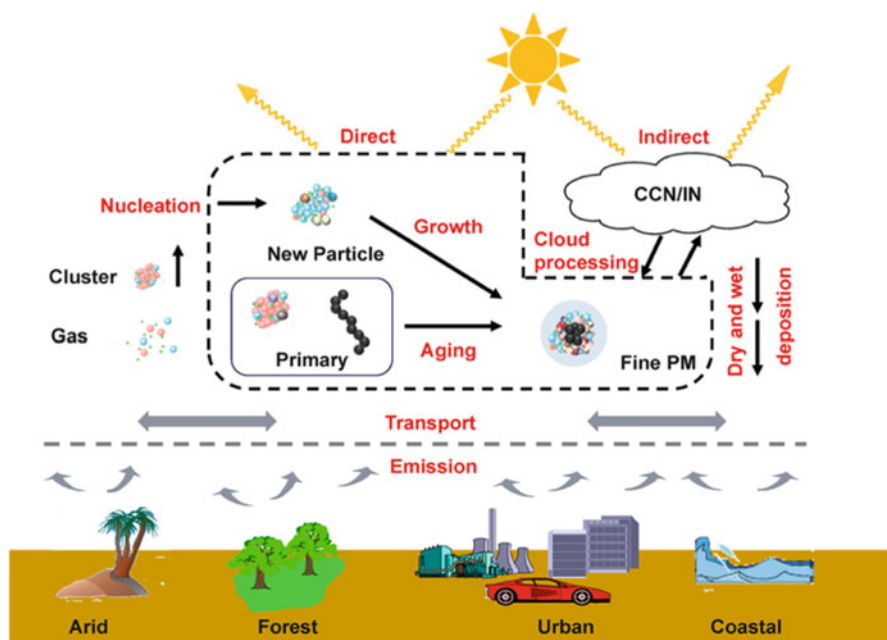 Direct
Indirect
CCN/IN
Nucleation
New Particle
Growth
Cloud
processing
Cluster
Gas
Primary
Aging
Fine PM
Dry and wet
deposition
Transport
Emission
Arid
Forest
Urban
Coastal